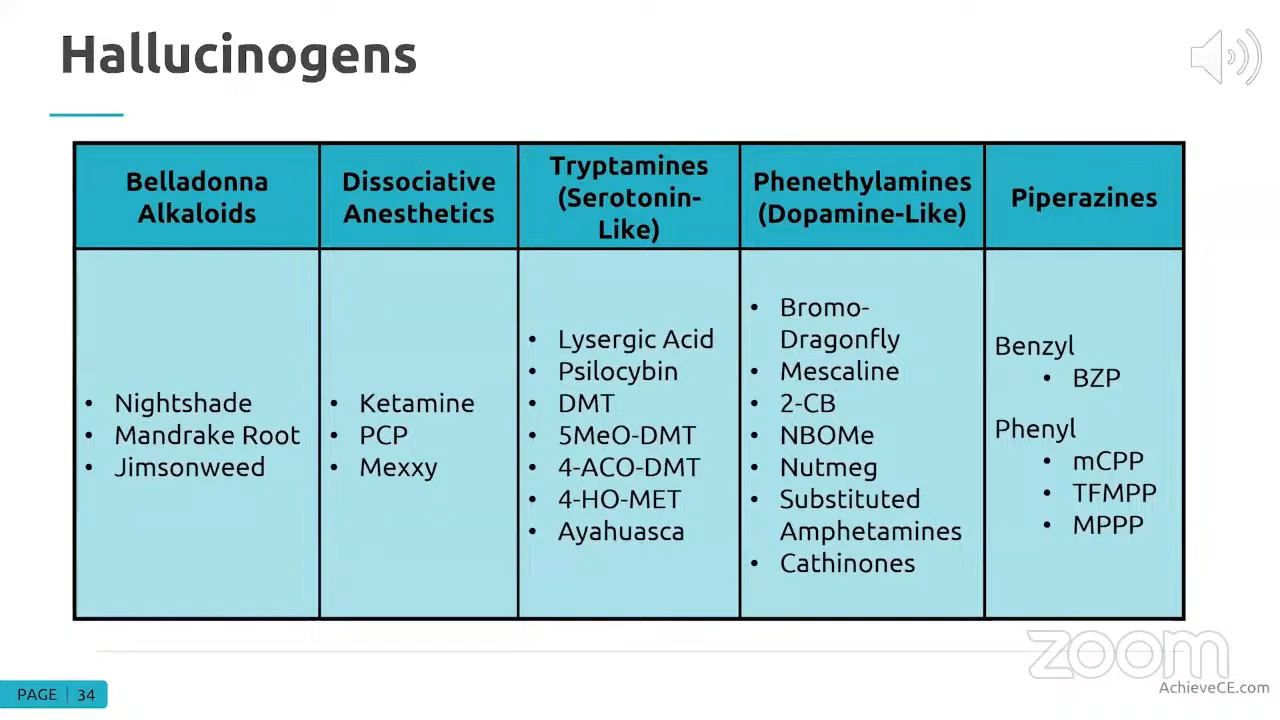 Hallucinogens
Belladonna
Alkaloids
Dissociative
Anesthetics
Tryptamines
(Serotonin-
Like)
Phenethylamines
(Dopamine-Like)
Piperazines
• Nightshade
• Mandrake Root
• Jimsonweed
• Ketamine
• PCP
• Mexxy
• Lysergic Acid
• Psilocybin
• DMT
• 5MeO-DMT
• 4-ACO-DMT
• 4-HO-MET
• Ayahuasca
• Bromo-
Dragonfly
• Mescaline
• 2-CB
• NBOMe
• Nutmeg
• Substituted
Amphetamines
• Cathinones
Benzyl
• BZP
Phenyl
• mCPP
• TFMPP
• MPPP
zoom
PAGE | 34
AchieveCE.com